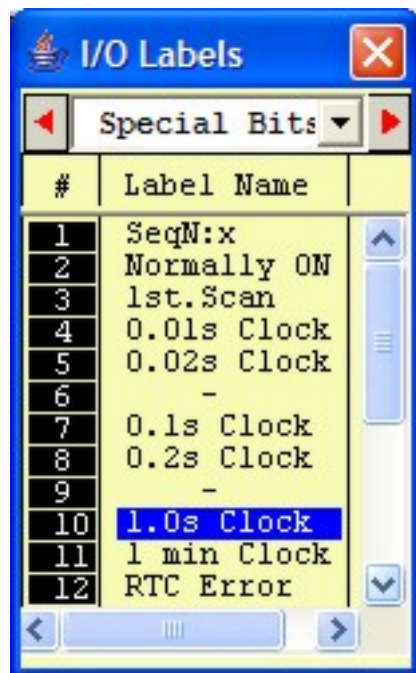 I/O Labels
Special Bits
# Label Name
1 SeqN:x
2 Normally ON
3 1st.Scan
4 0.01s Clock
5 0.02s Clock
6 -
7 0.1s Clock
8 0.2s Clock
9 -
10 1.0s Clock
11 1 min Clock
12 RTC Error